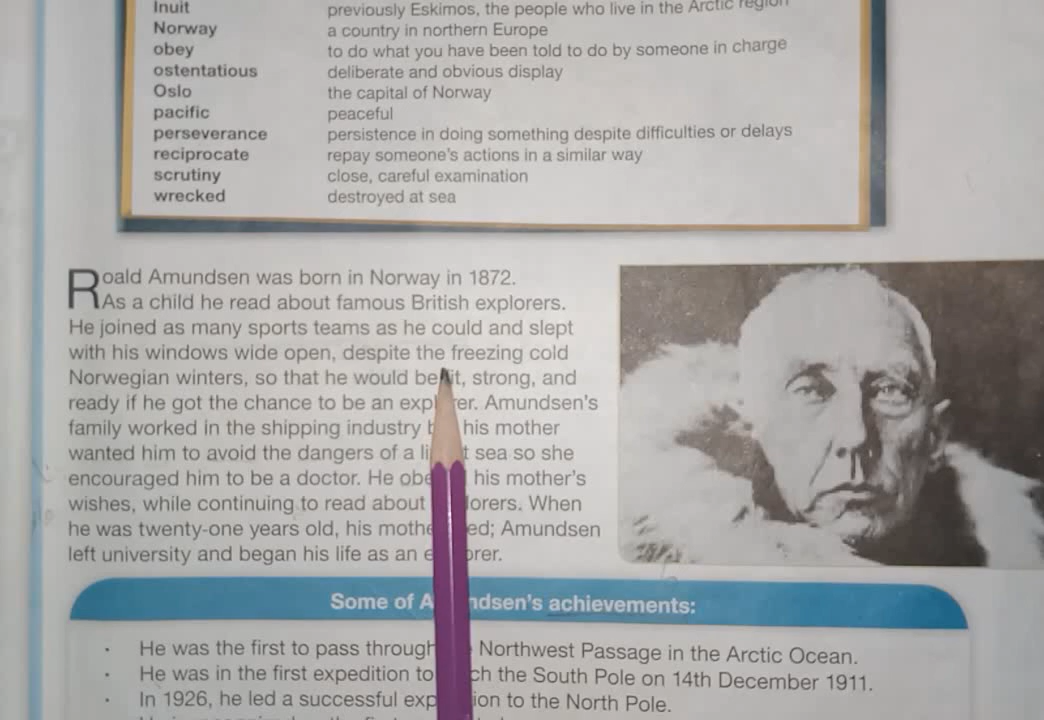 Inuit previously Eskimos, the people who live in the Arctic region
Norway a country in northern Europe
obey to do what you have been told to do by someone in charge
ostentatious deliberate and obvious display
Oslo the capital of Norway
pacific peaceful
perseverance persistence in doing something despite difficulties or delays
reciprocate repay someone's actions in a similar way
scrutiny close, careful examination
wrecked destroyed at sea
Roald Amundsen was born in Norway in 1872.
As a child he read about famous British explorers.
He joined as many sports teams as he could and slept
with his windows wide open, despite the freezing cold
Norwegian winters, so that he would be fit, strong, and
ready if he got the chance to be an explorer. Amundsen's
family worked in the shipping industry but his mother
wanted him to avoid the dangers of a life at sea so she
encouraged him to be a doctor. He obeyed his mother's
wishes, while continuing to read about explorers. When
he was twenty-one years old, his mother died; Amundsen
left university and began his life as an explorer.
Some of Amundsen's achievements:
· He was the first to pass through the Northwest Passage in the Arctic Ocean.
· He was in the first expedition to reach the South Pole on 14th December 1911.
· In 1926, he led a successful expedition to the North Pole.